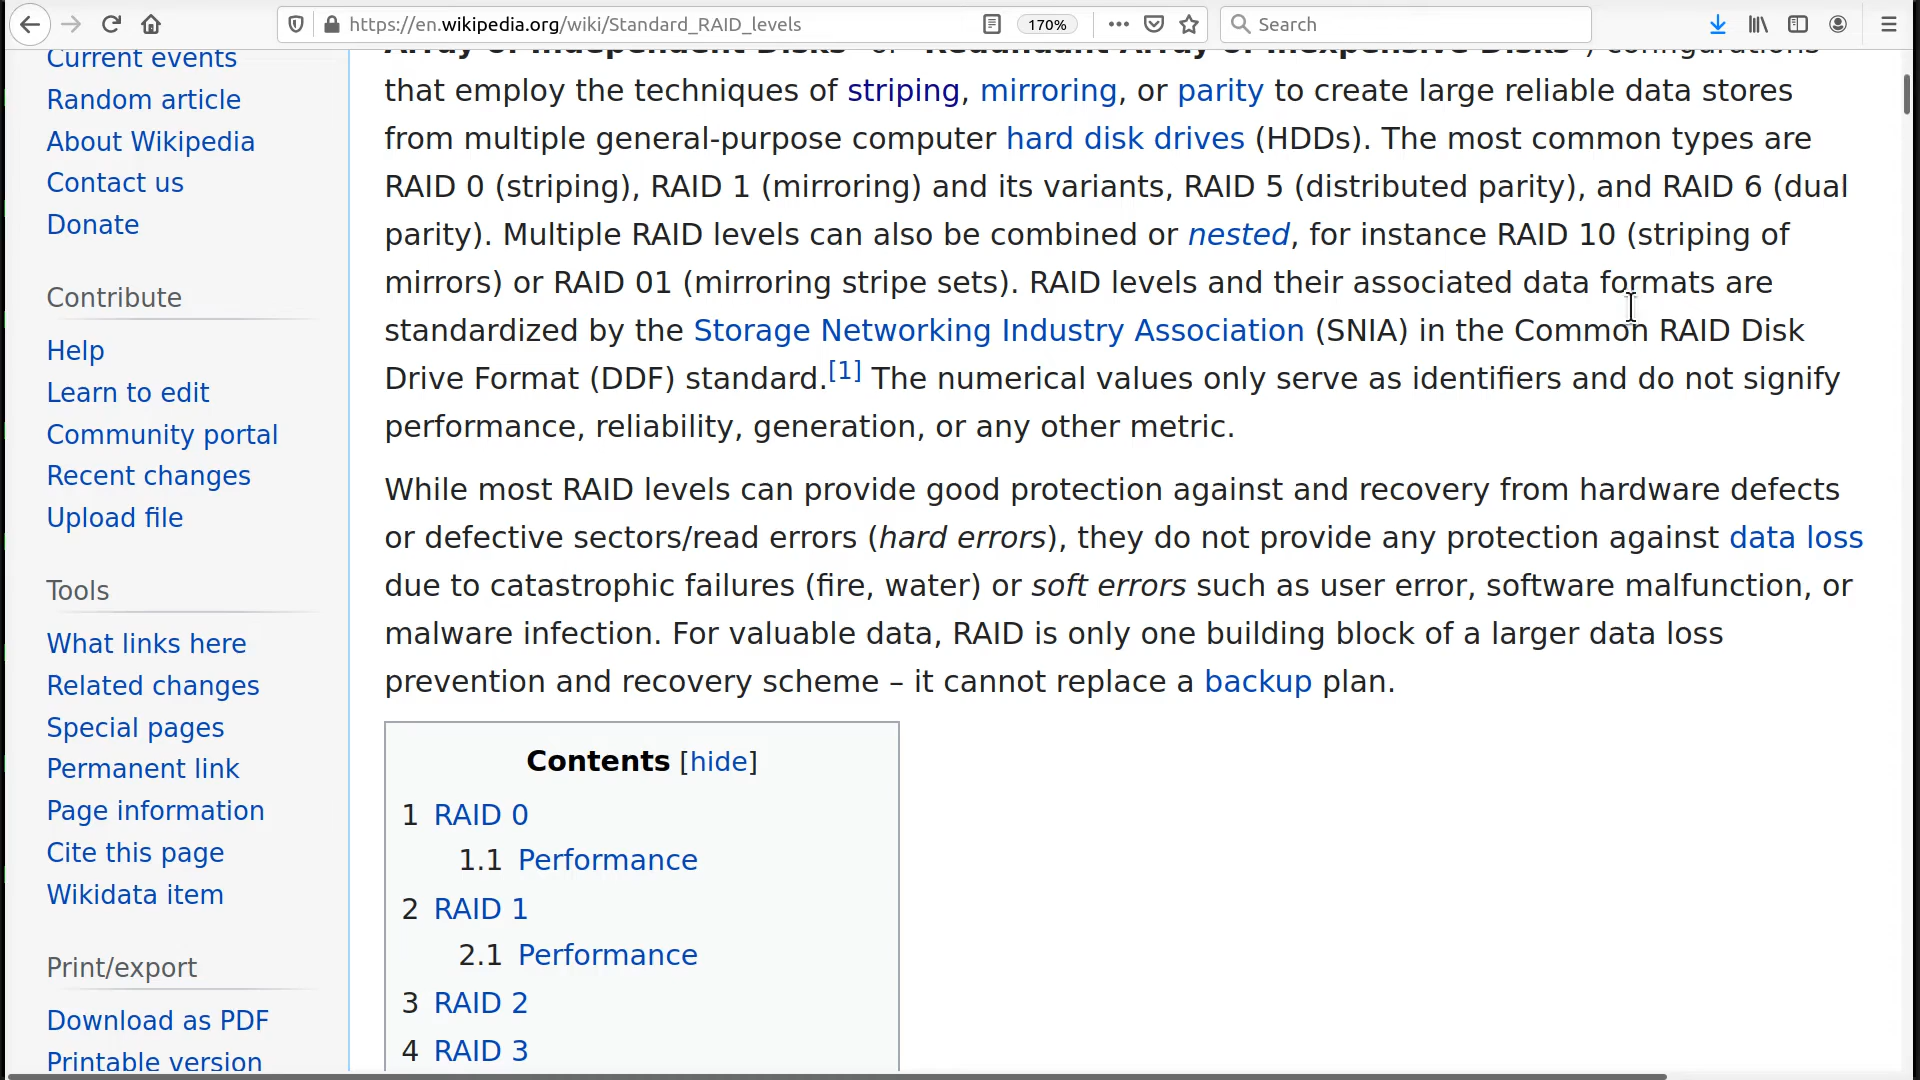 https://en.wikipedia.org/wiki/Standard_RAID_levels
170%
Search
Current events
Random article
About Wikipedia
Contact us
Donate
Contribute
Help
Learn to edit
Community portal
Recent changes
Upload file
Tools
What links here
Related changes
Special pages
Permanent link
Page information
Cite this page
Wikidata item
Print/export
Download as PDF
Printable version
Array of Independent Disks" or "Redundant Array of Inexpensive Disks") configurations
that employ the techniques of striping, mirroring, or parity to create large reliable data stores
from multiple general-purpose computer hard disk drives (HDDs). The most common types are
RAID 0 (striping), RAID 1 (mirroring) and its variants, RAID 5 (distributed parity), and RAID 6 (dual
parity). Multiple RAID levels can also be combined or nested, for instance RAID 10 (striping of
mirrors) or RAID 01 (mirroring stripe sets). RAID levels and their associated data formats are
standardized by the Storage Networking Industry Association (SNIA) in the Common RAID Disk
Drive Format (DDF) standard.[1] The numerical values only serve as identifiers and do not signify
performance, reliability, generation, or any other metric.
While most RAID levels can provide good protection against and recovery from hardware defects
or defective sectors/read errors (hard errors), they do not provide any protection against data loss
due to catastrophic failures (fire, water) or soft errors such as user error, software malfunction, or
malware infection. For valuable data, RAID is only one building block of a larger data loss
prevention and recovery scheme – it cannot replace a backup plan.
Contents [hide]
1 RAID 0
1.1 Performance
2 RAID 1
2.1 Performance
3 RAID 2
4 RAID 3